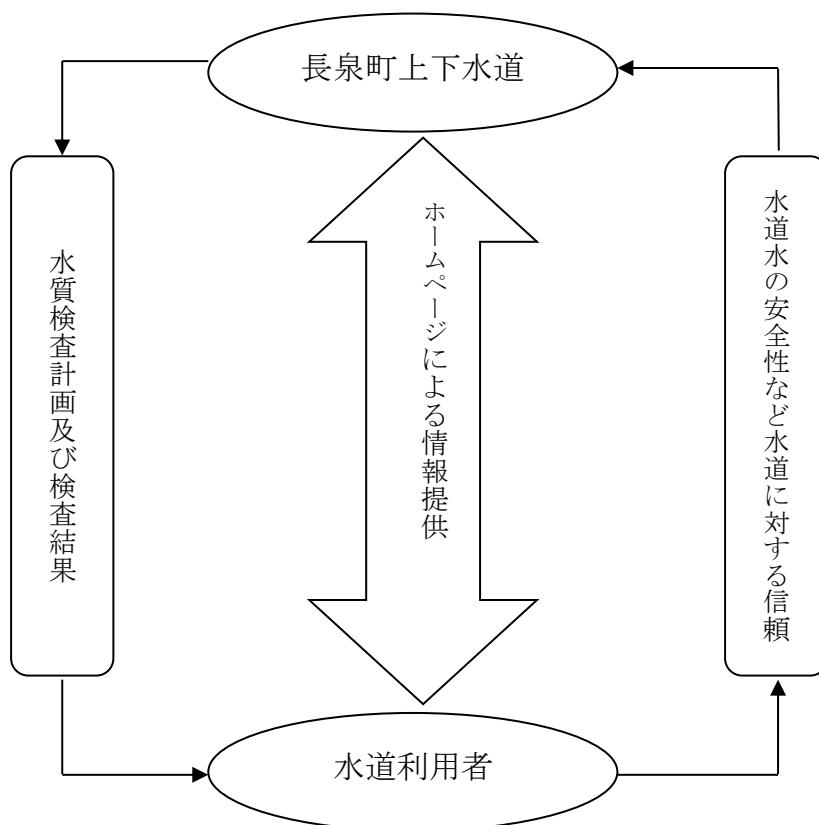 長泉町上下水道
水質検査計画及び検査結果
ホームページによる情報提供
水道水の安全性など水道に対する信頼
水道利用者